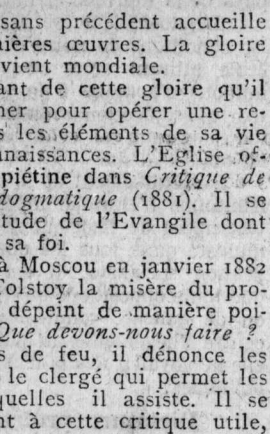 sans précédent accueille
nières œuvres. La gloire
vient mondiale.
ant de cette gloire qu'il
ner pour opérer une re-
s les éléments de sa vie
nnaissances. L'Eglise of-
piétine dans Critique de
dogmatique (1881). Il se
tude de l'Evangile dont
sa foi.
à Moscou en janvier 1882
Tolstoy la misère du pro-
dépeint de manière poi-
Que devons-nous faire ?
s de feu, il dénonce les
le clergé qui permet les
quelles il assiste. Il se
nt à cette critique utile,